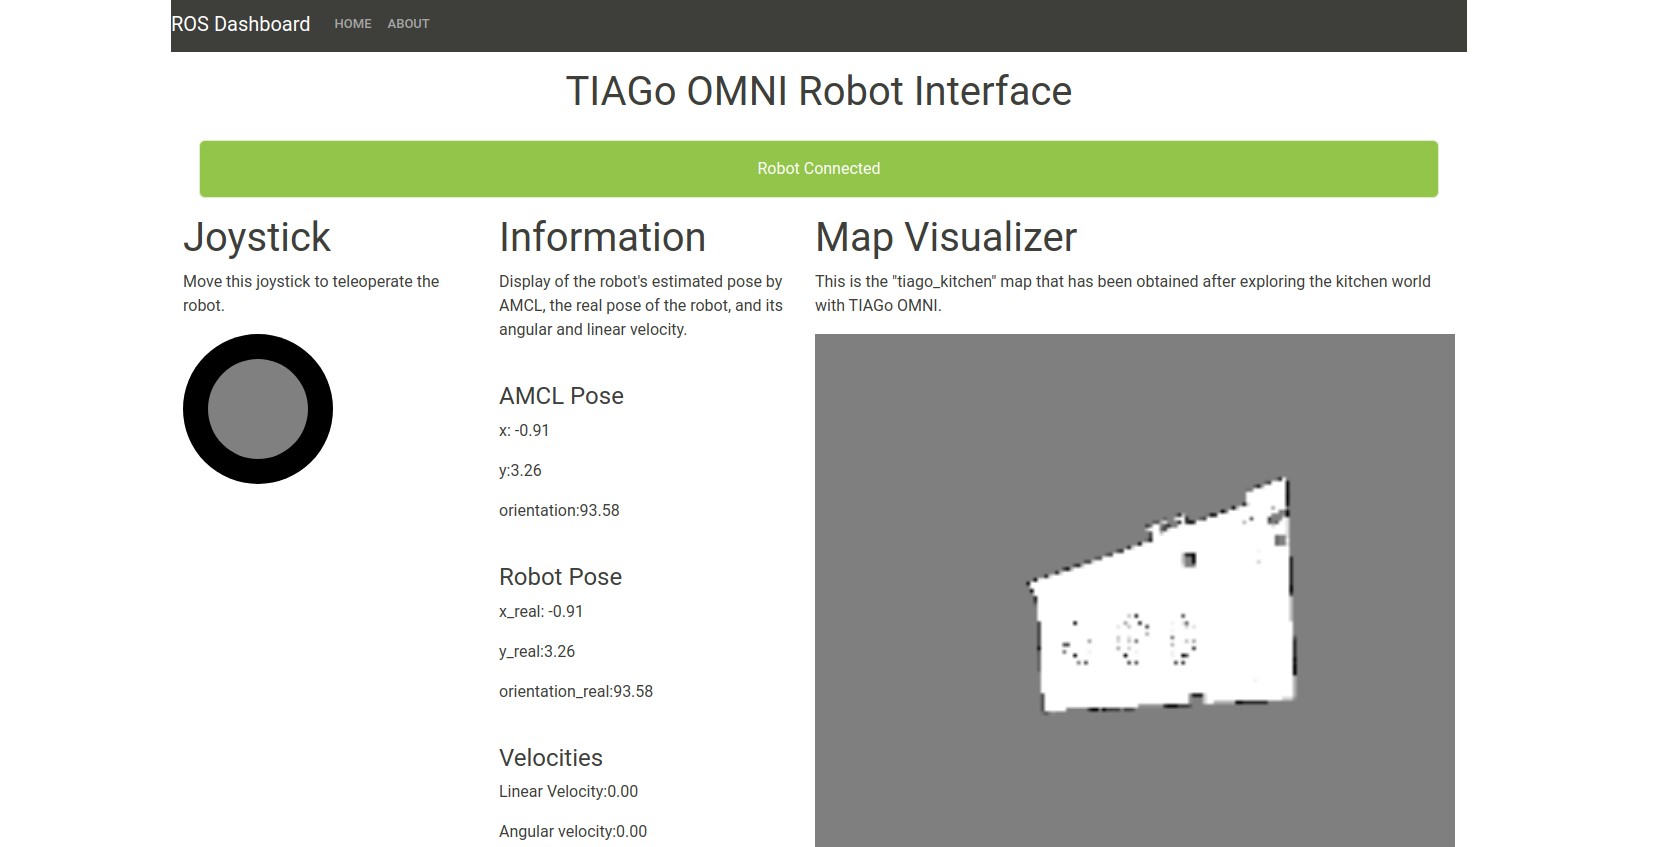 ROS Dashboard HOME ABOUT
TIAGo OMNI Robot Interface
Robot Connected
Joystick
Move this joystick to teleoperate the
robot.
Information
Display of the robot's estimated pose by
AMCL, the real pose of the robot, and its
angular and linear velocity.
AMCL Pose
x: -0.91
y:3.26
orientation:93.58
Robot Pose
x_real: -0.91
y_real:3.26
orientation_real:93.58
Velocities
Linear Velocity:0.00
Angular velocity:0.00
Map Visualizer
This is the "tiago_kitchen" map that has been obtained after exploring the kitchen world
with TIAGo OMNI.